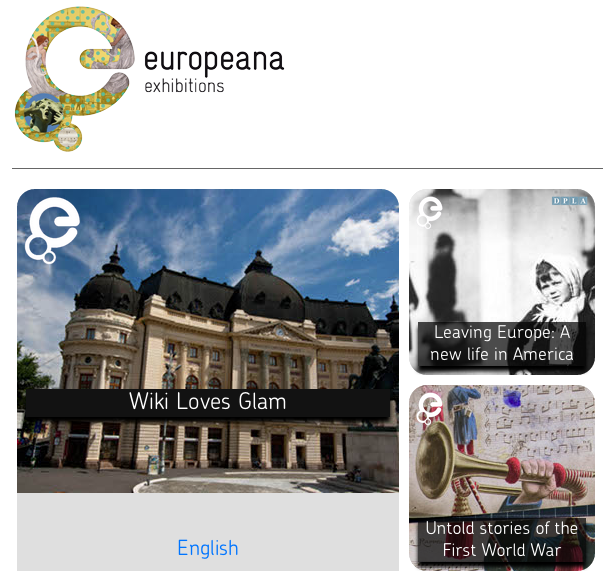 europeana
exhibitions
Wiki Loves Glam
English
DPLA
Leaving Europe: A
new life in America
Untold stories of the
First World War